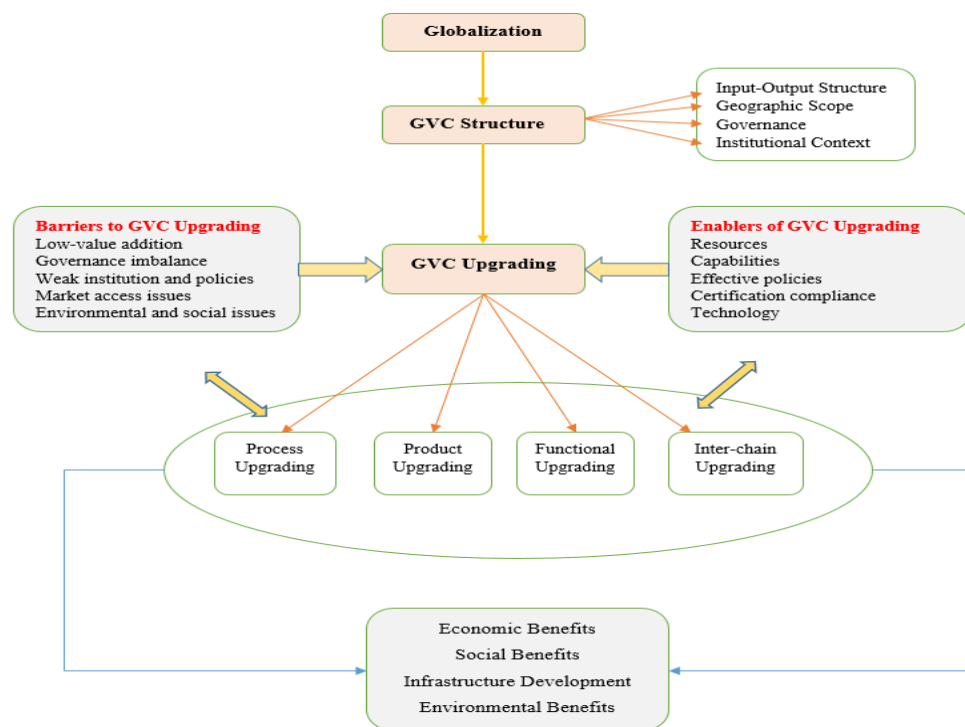 Globalization
GVC Structure
Input-Output Structure
Geographic Scope
Governance
Institutional Context
Barriers to GVC Upgrading
Low-value addition
Governance imbalance
Weak institution and policies
Market access issues
Environmental and social issues
GVC Upgrading
Enablers of GVC Upgrading
Resources
Capabilities
Effective policies
Certification compliance
Technology
Process
Upgrading
Product
Upgrading
Functional
Upgrading
Inter-chain
Upgrading
Economic Benefits
Social Benefits
Infrastructure Development
Environmental Benefits